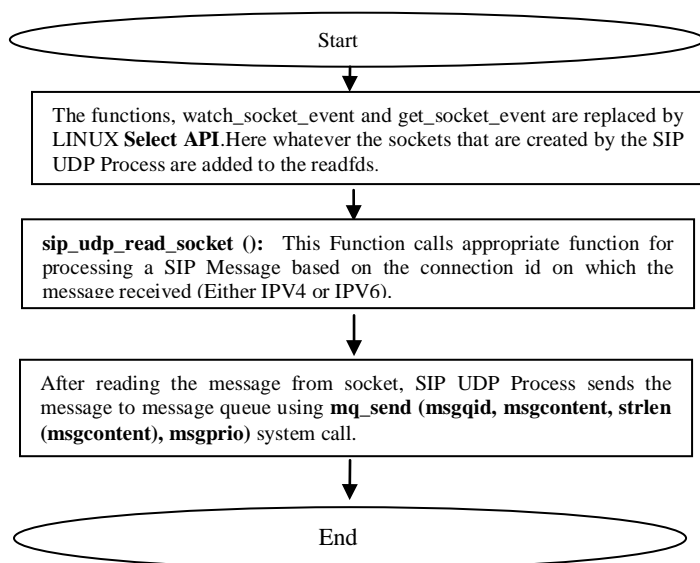 Start
The functions, watch_socket_event and get_socket_event are replaced by
LINUX Select API.Here whatever the sockets that are created by the SIP
UDP Process are added to the readfds.
sip_udp_read_socket (): This Function calls appropriate function for
processing a SIP Message based on the connection id on which the
message received (Either IPV4 or IPV6).
After reading the message from socket, SIP UDP Process sends the
message to message queue using mq_send (msgqid, msgcontent, strlen
(msgcontent), msgprio) system call.
End